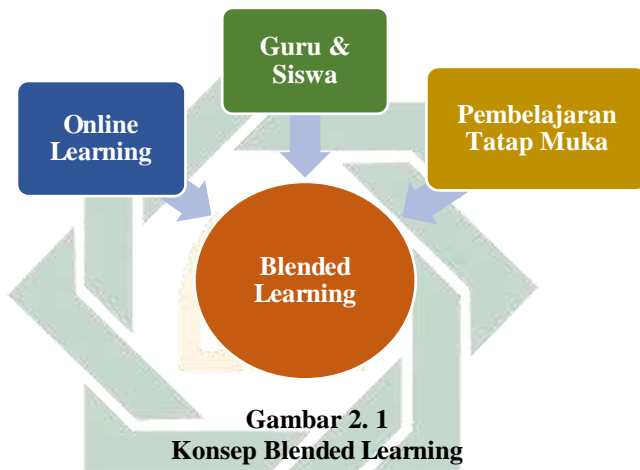 Guru &
Siswa
Online
Learning
Pembelajaran
Tatap Muka
Blended
Learning
Gambar 2. 1
Konsep Blended Learning